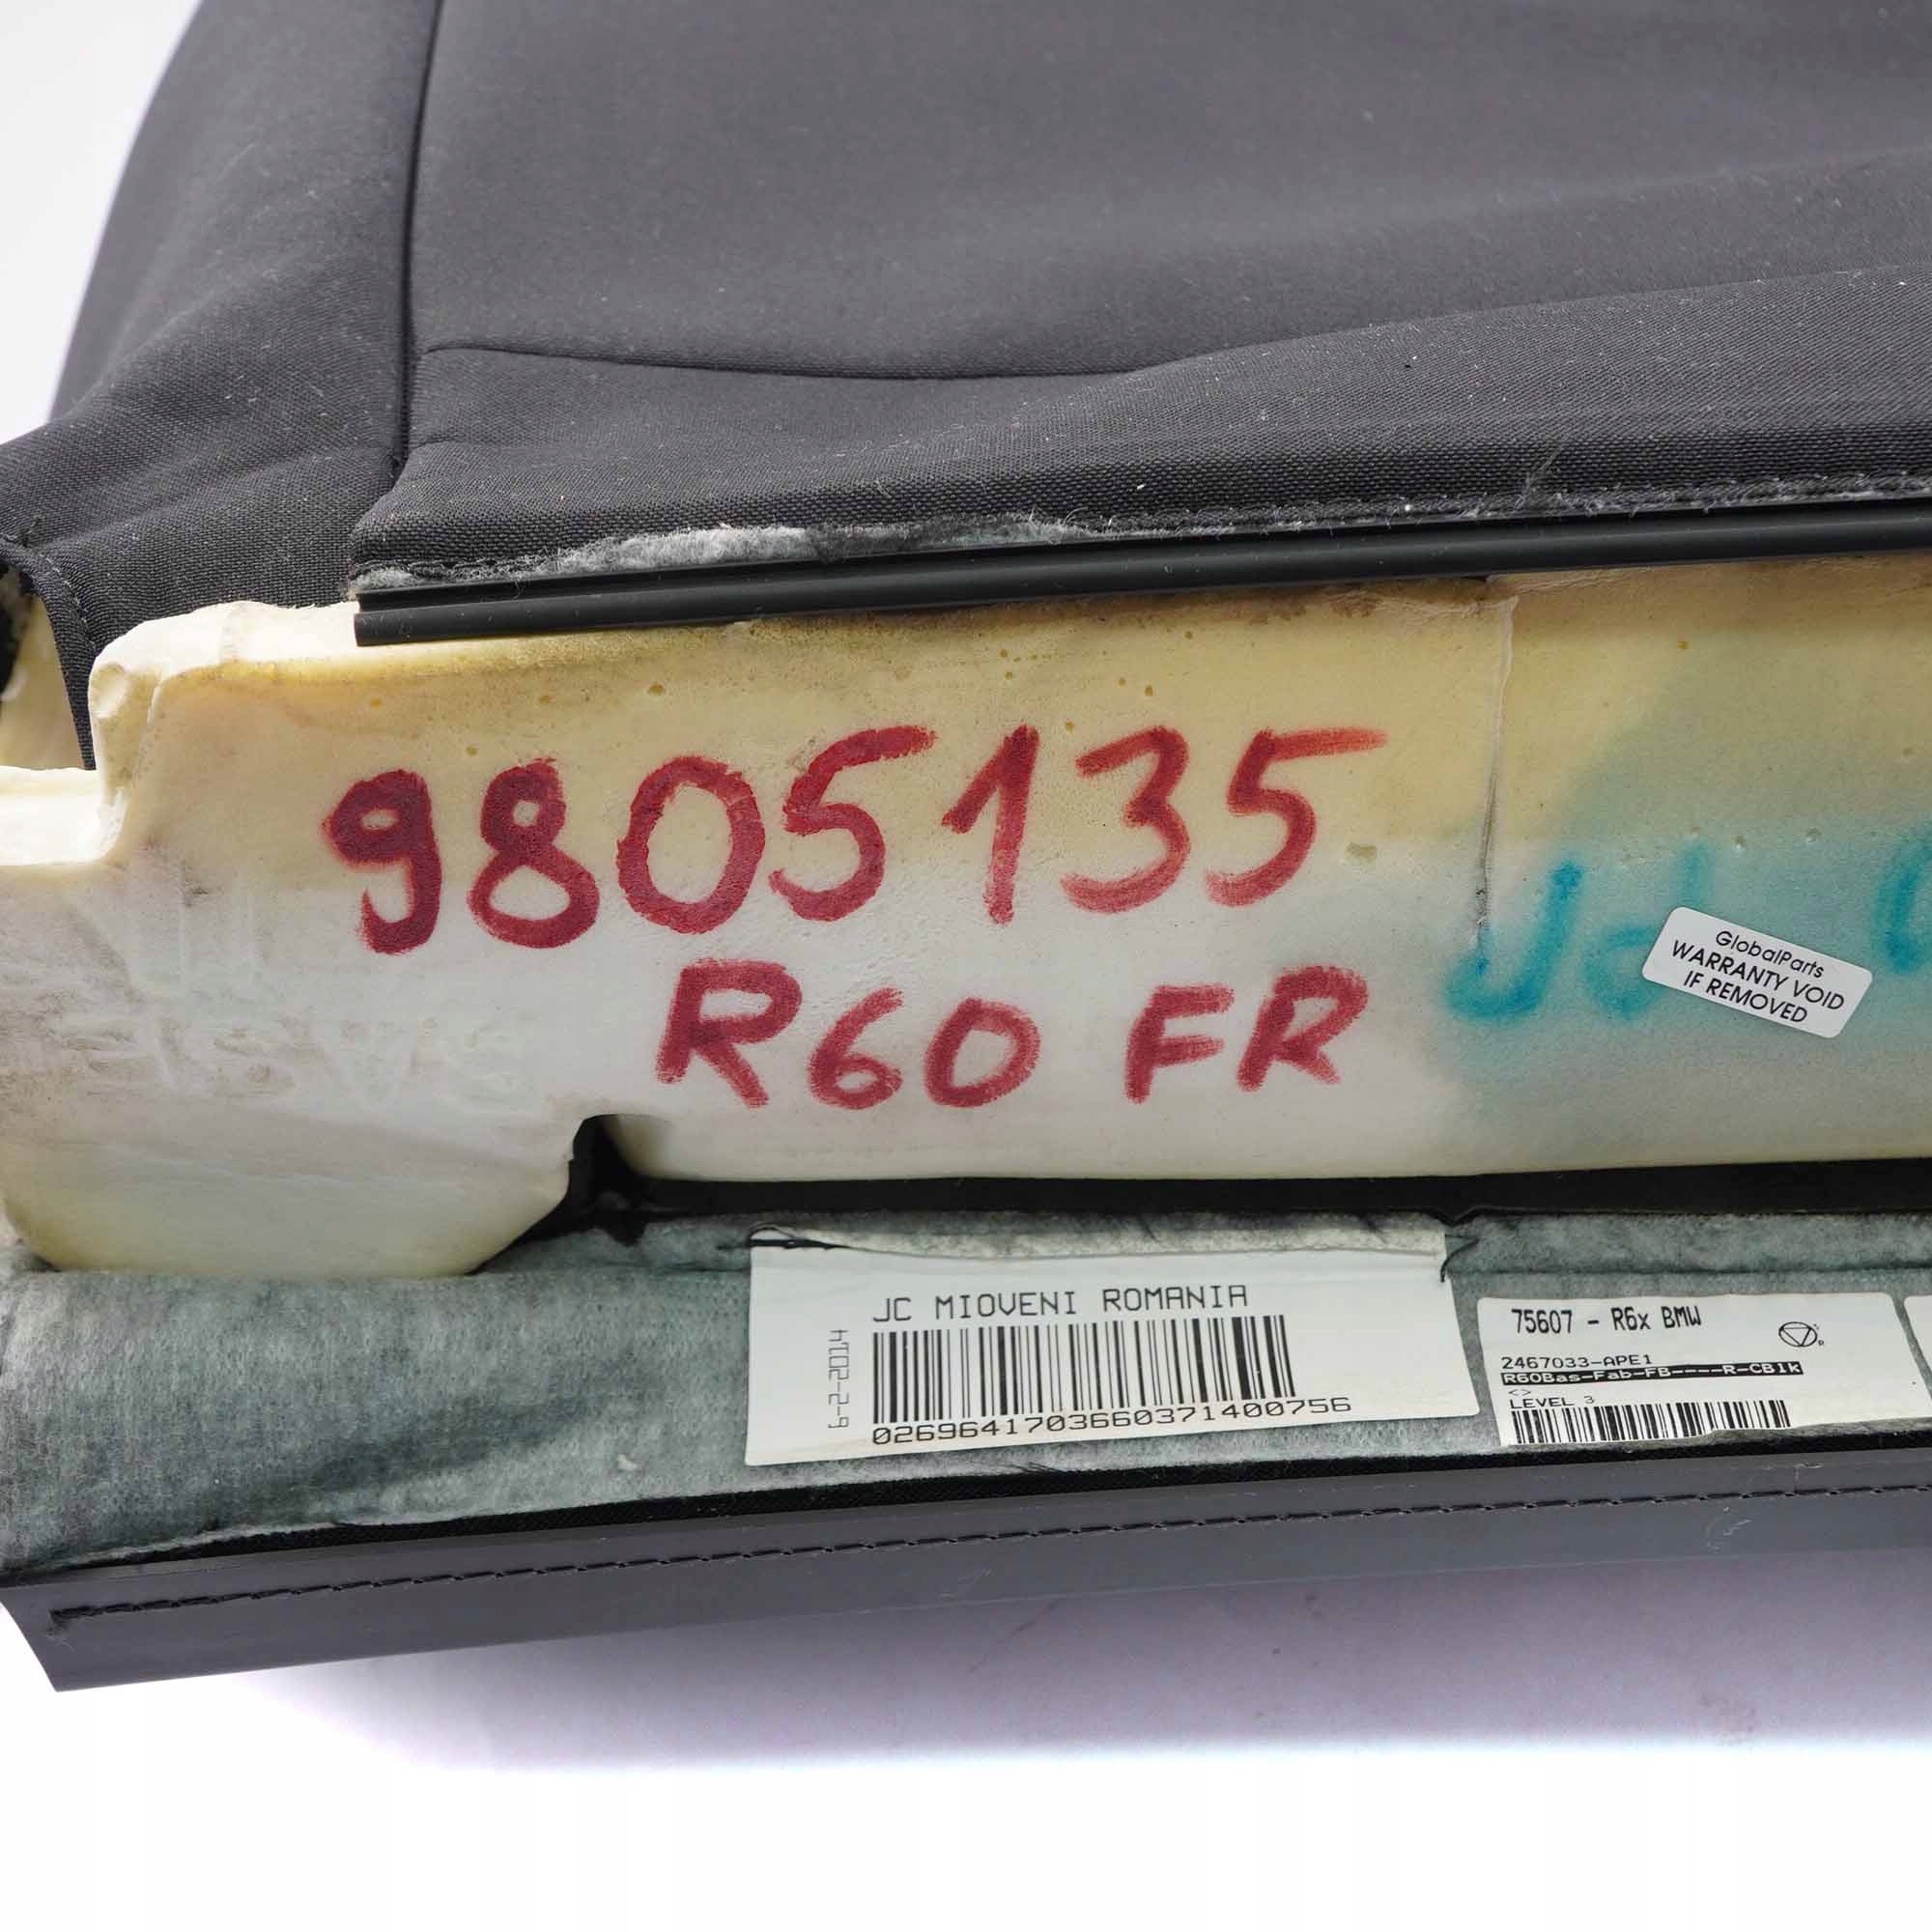 9805135
R60 FR
GlobalParts
WARRANTY VOID
IF REMOVED
JC MIOVENI ROMANIA
6-2-2014
0269641703660371400756
75607 - R6x BMW
2467033-APE1
R60Bas-Fab-FB----R-CB1k
<>
LEVEL 3